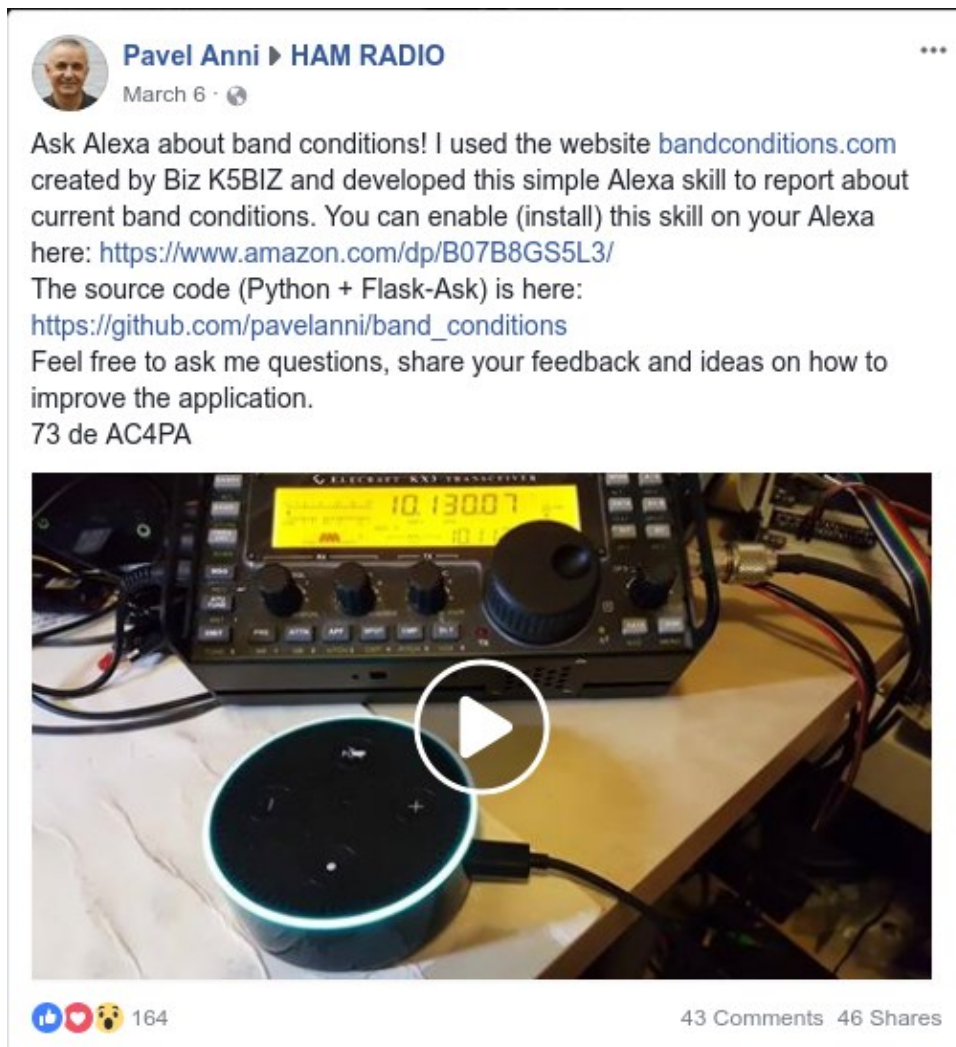 Pavel Anni ▶ HAM RADIO
March 6 ·
Ask Alexa about band conditions! I used the website bandconditions.com
created by Biz K5BIZ and developed this simple Alexa skill to report about
current band conditions. You can enable (install) this skill on your Alexa
here: https://www.amazon.com/dp/B07B8GS5L3/
The source code (Python + Flask-Ask) is here:
https://github.com/pavelanni/band_conditions
Feel free to ask me questions, share your feedback and ideas on how to
improve the application.
73 de AC4PA
ELECRAFT KX3 TRANSCEIVER
10.130.07
164
43 Comments 46 Shares